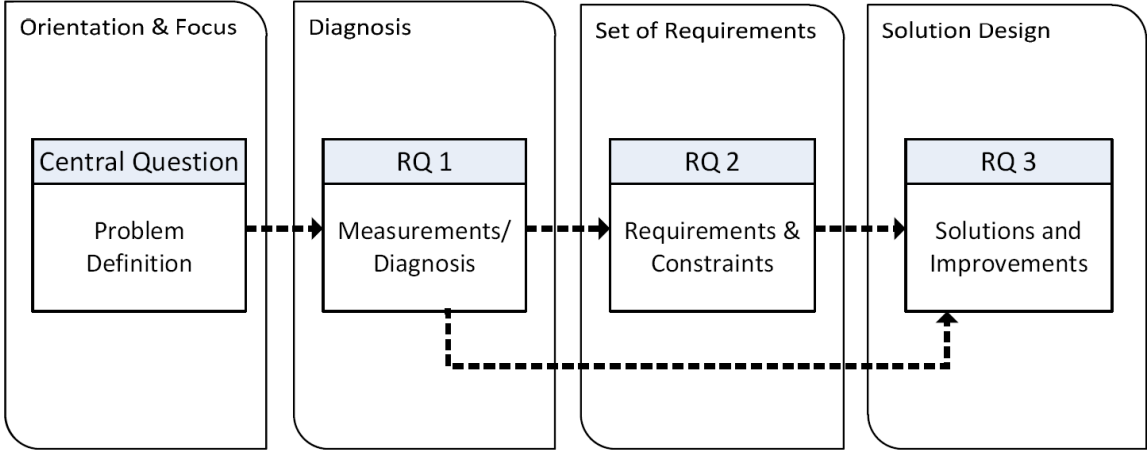 Orientation & Focus
Diagnosis
Set of Requirements
Solution Design
Central Question
Problem
Definition
RQ 1
Measurements/
Diagnosis
RQ 2
Requirements &
Constraints
RQ 3
Solutions and
Improvements